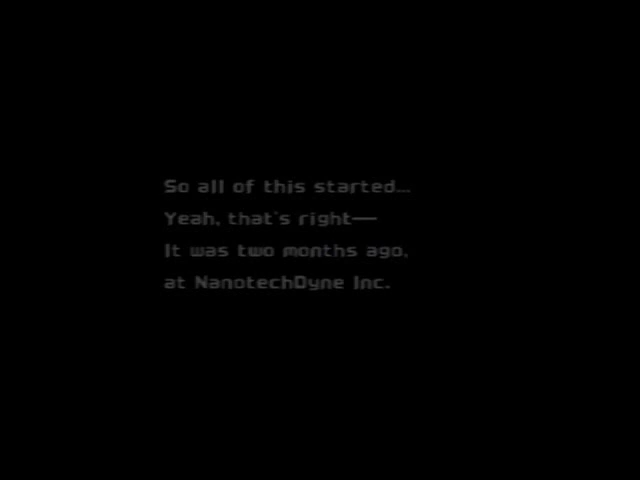 So all of this started...
Yeah, that's right—
It was two months ago,
at NanotechDyne Inc.